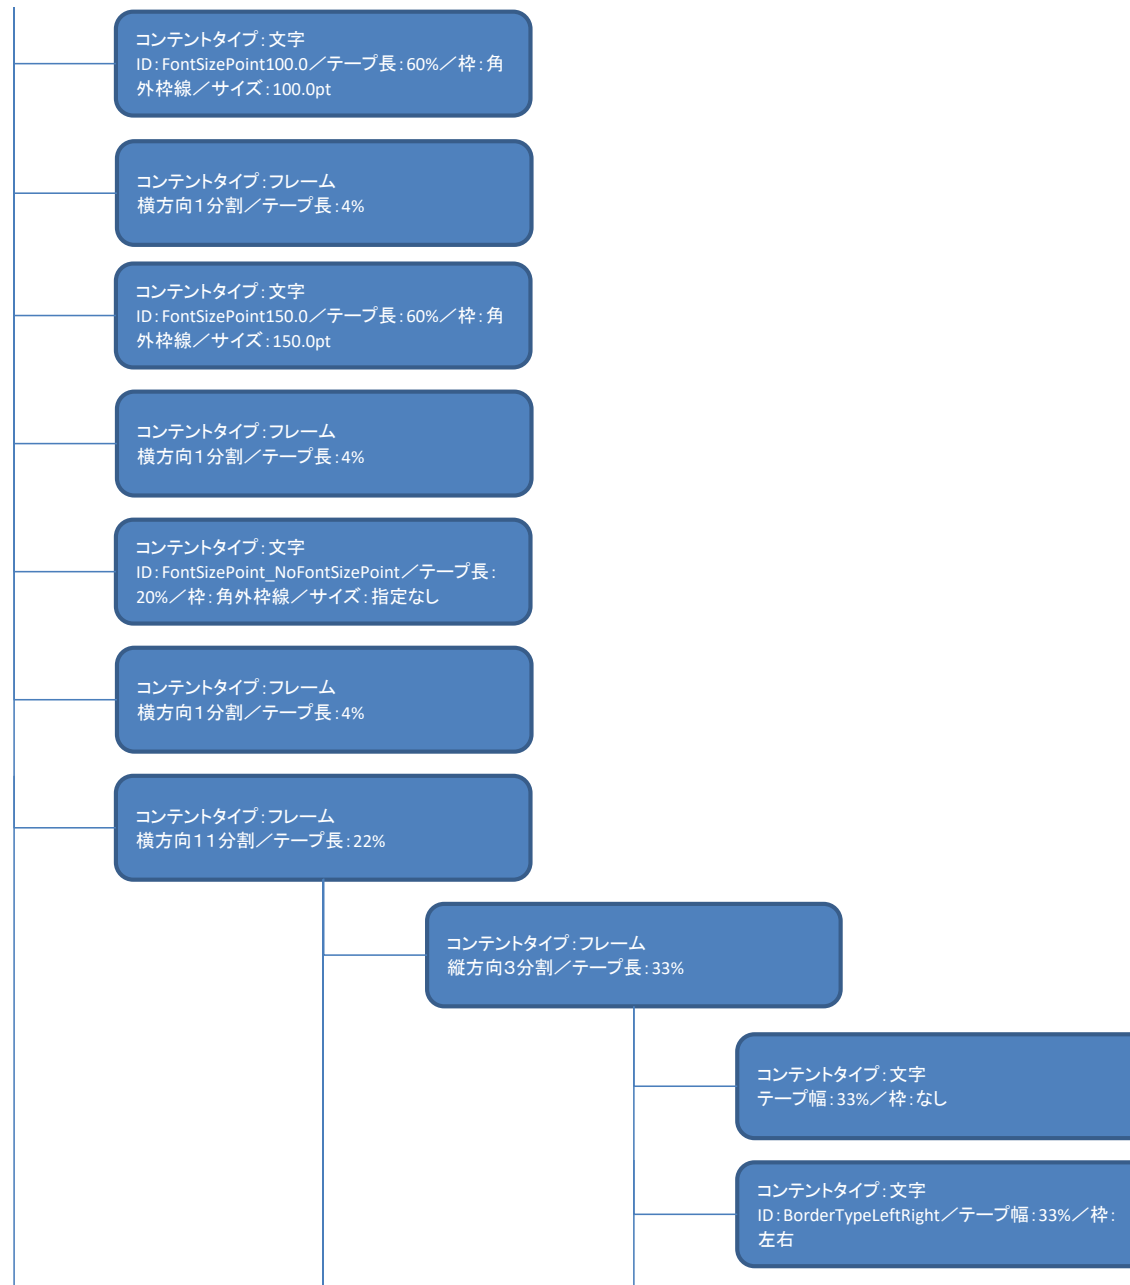 コンテントタイプ:文字
ID:FontSizePoint100.0／テープ長:60%／枠:角
外枠線／サイズ:100.0pt
コンテントタイプ:フレーム
横方向1分割／テープ長:4%
コンテントタイプ:文字
ID:FontSizePoint150.0／テープ長:60%／枠:角
外枠線／サイズ:150.0pt
コンテントタイプ:フレーム
横方向1分割／テープ長:4%
コンテントタイプ:文字
ID:FontSizePoint_NoFontSizePoint／テープ長:
20%／枠:角外枠線／サイズ:指定なし
コンテントタイプ:フレーム
横方向1分割／テープ長:4%
コンテントタイプ:フレーム
横方向11分割／テープ長:22%
コンテントタイプ:フレーム
縦方向3分割／テープ長:33%
コンテントタイプ:文字
テープ幅:33%／枠:なし
コンテントタイプ:文字
ID:BorderTypeLeftRight／テープ幅:33%／枠:
左右